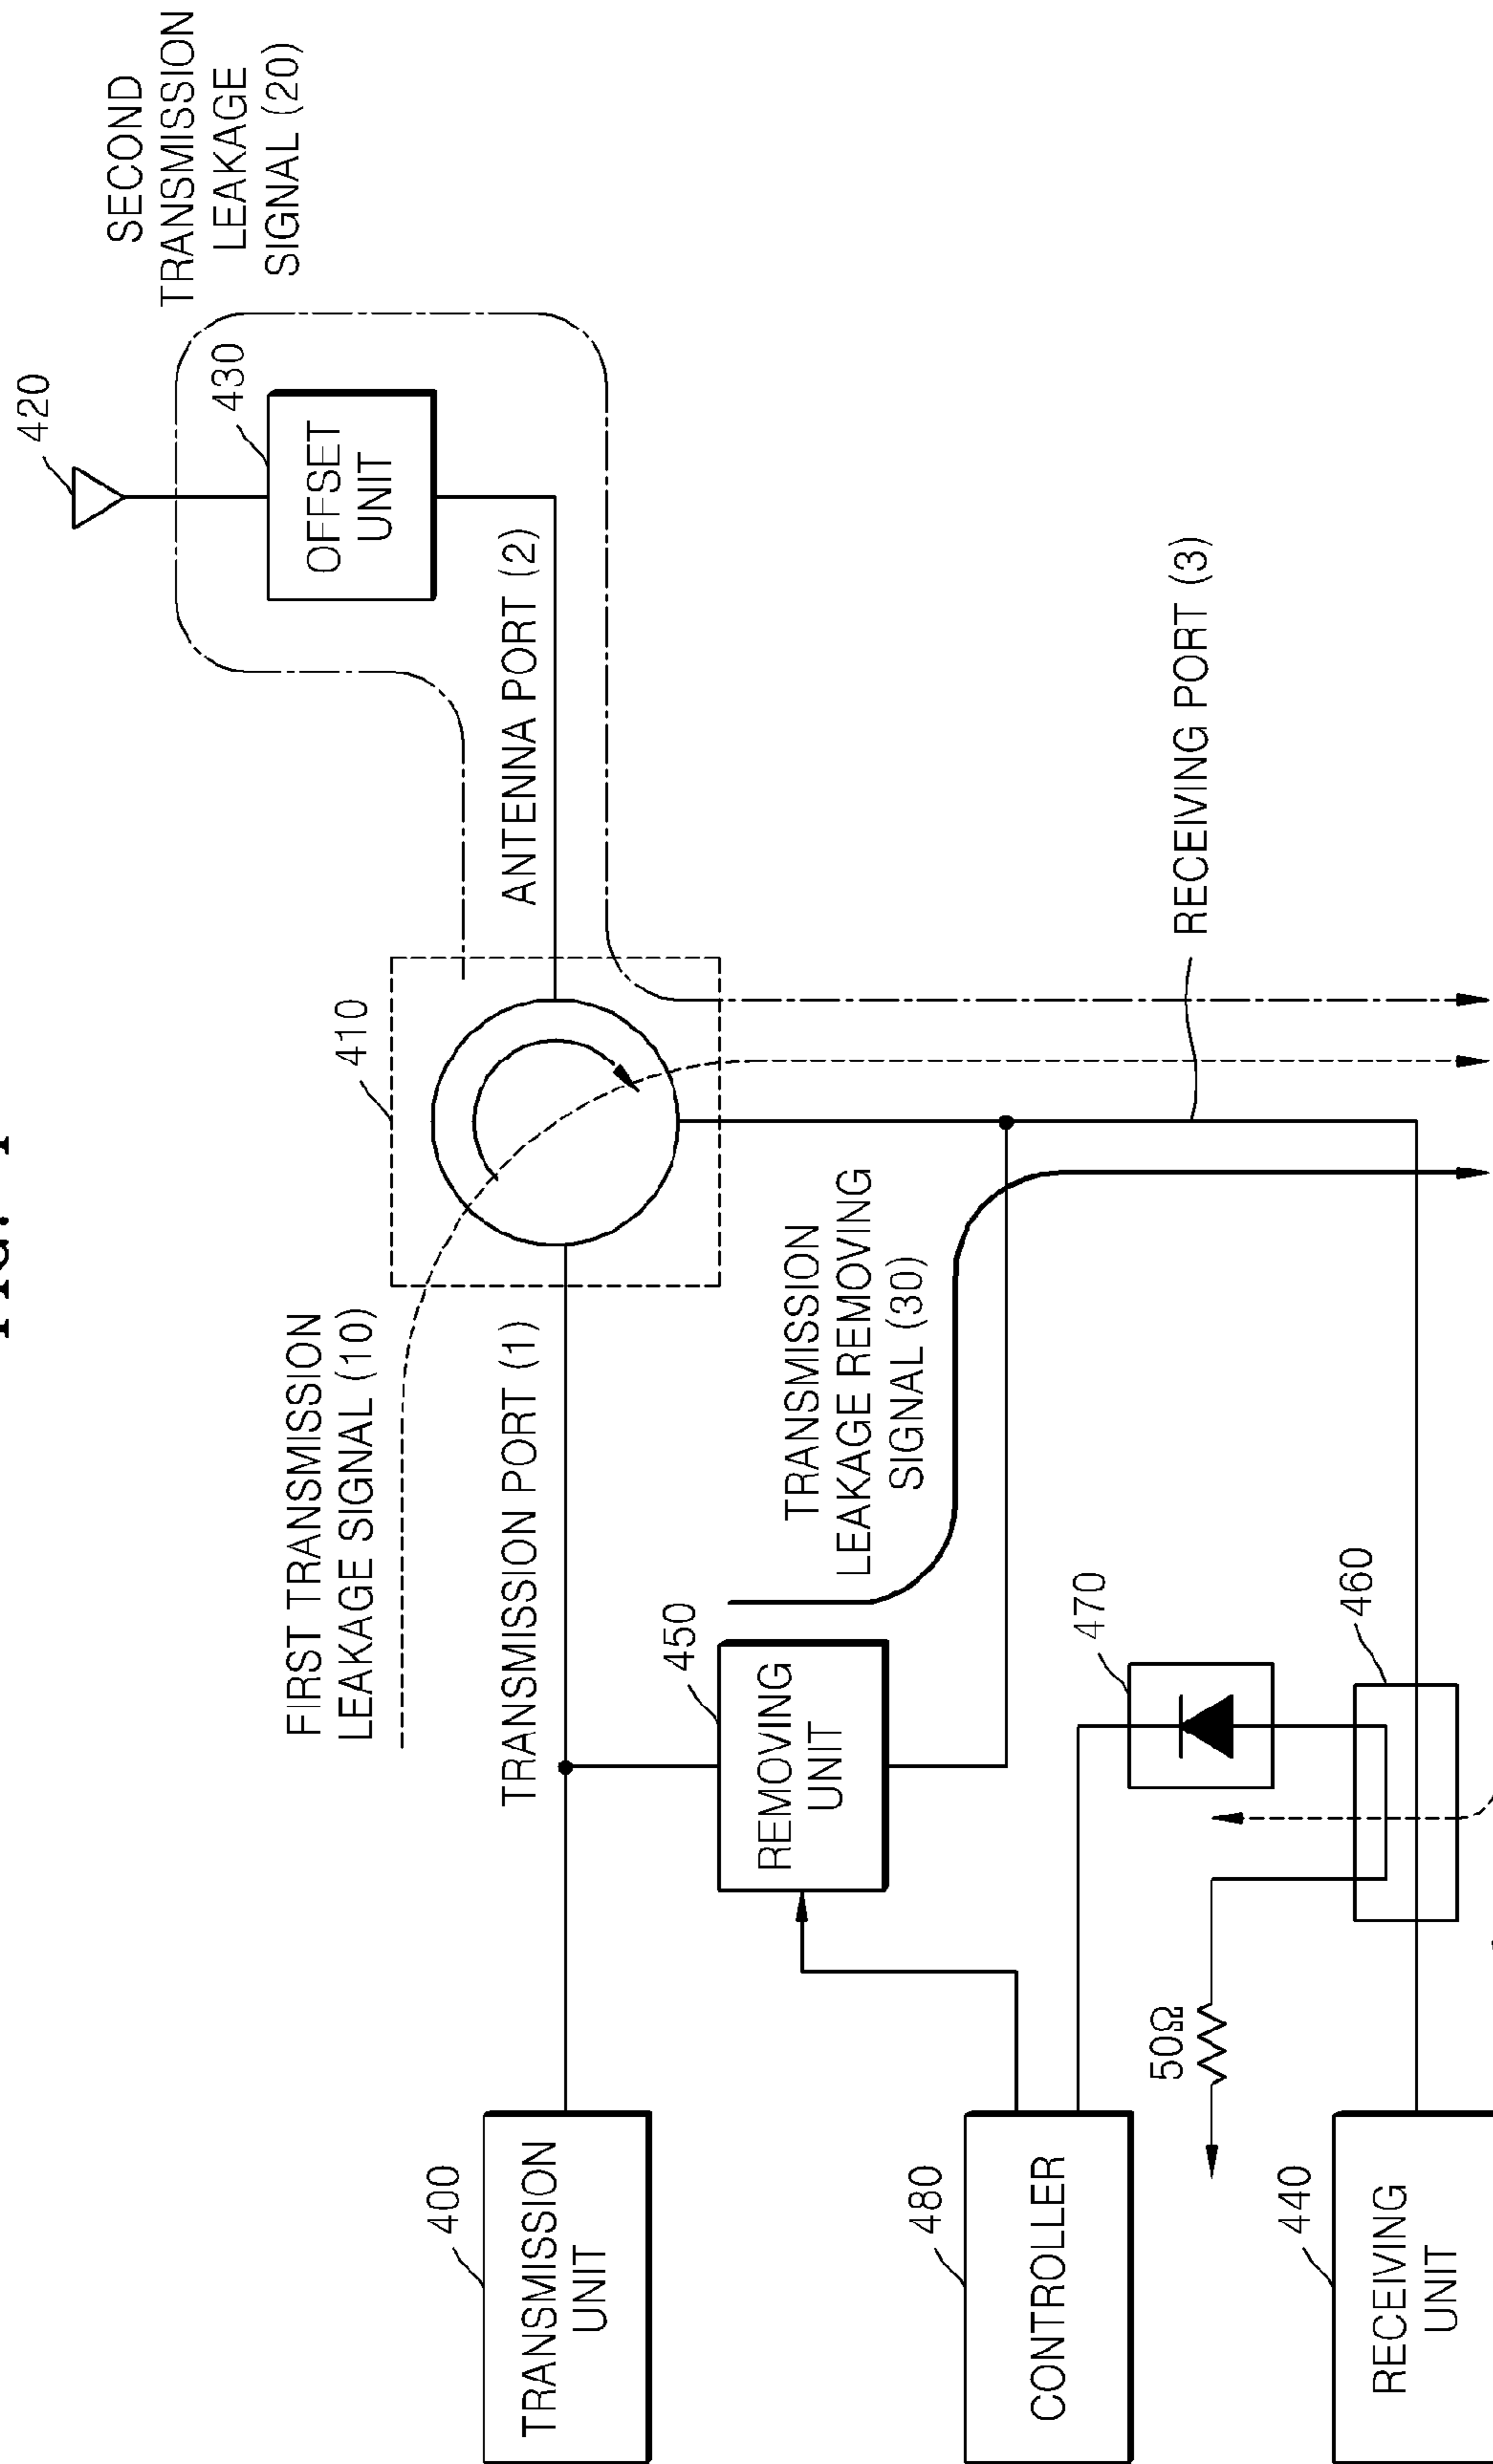 420
SECOND
TRANSMISSION
LEAKAGE
SIGNAL (20)
430
OFFSET
UNIT
410
FIRST TRANSMISSION
LEAKAGE SIGNAL (10)
ANTENNA PORT (2)
TRANSMISSION PORT (1)
400
TRANSMISSION
UNIT
450
REMOVING
UNIT
TRANSMISSION
LEAKAGE REMOVING
SIGNAL (30)
480
CONTROLLER
470
50Ω
RECEIVING PORT (3)
460
440
RECEIVING
UNIT